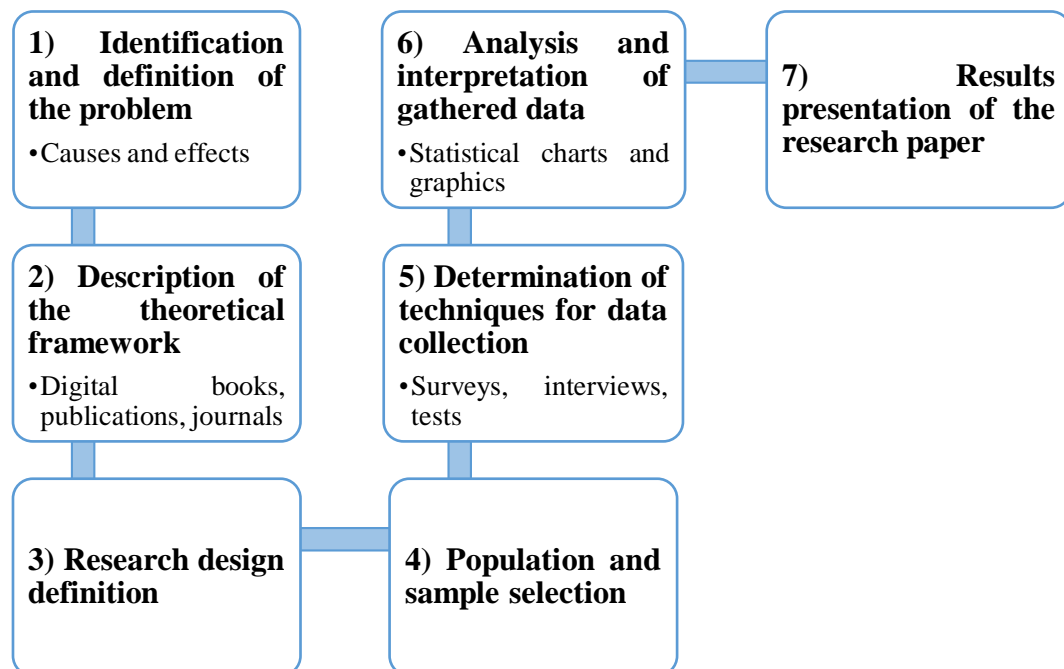 1) Identification
and definition of
the problem
•Causes and effects
2) Description of
the theoretical
framework
•Digital books,
publications, journals
3) Research design
definition
4) Population and
sample selection
5) Determination of
techniques for data
collection
•Surveys, interviews,
tests
6) Analysis and
interpretation of
gathered data
•Statistical charts and
graphics
7) Results
presentation of the
research paper